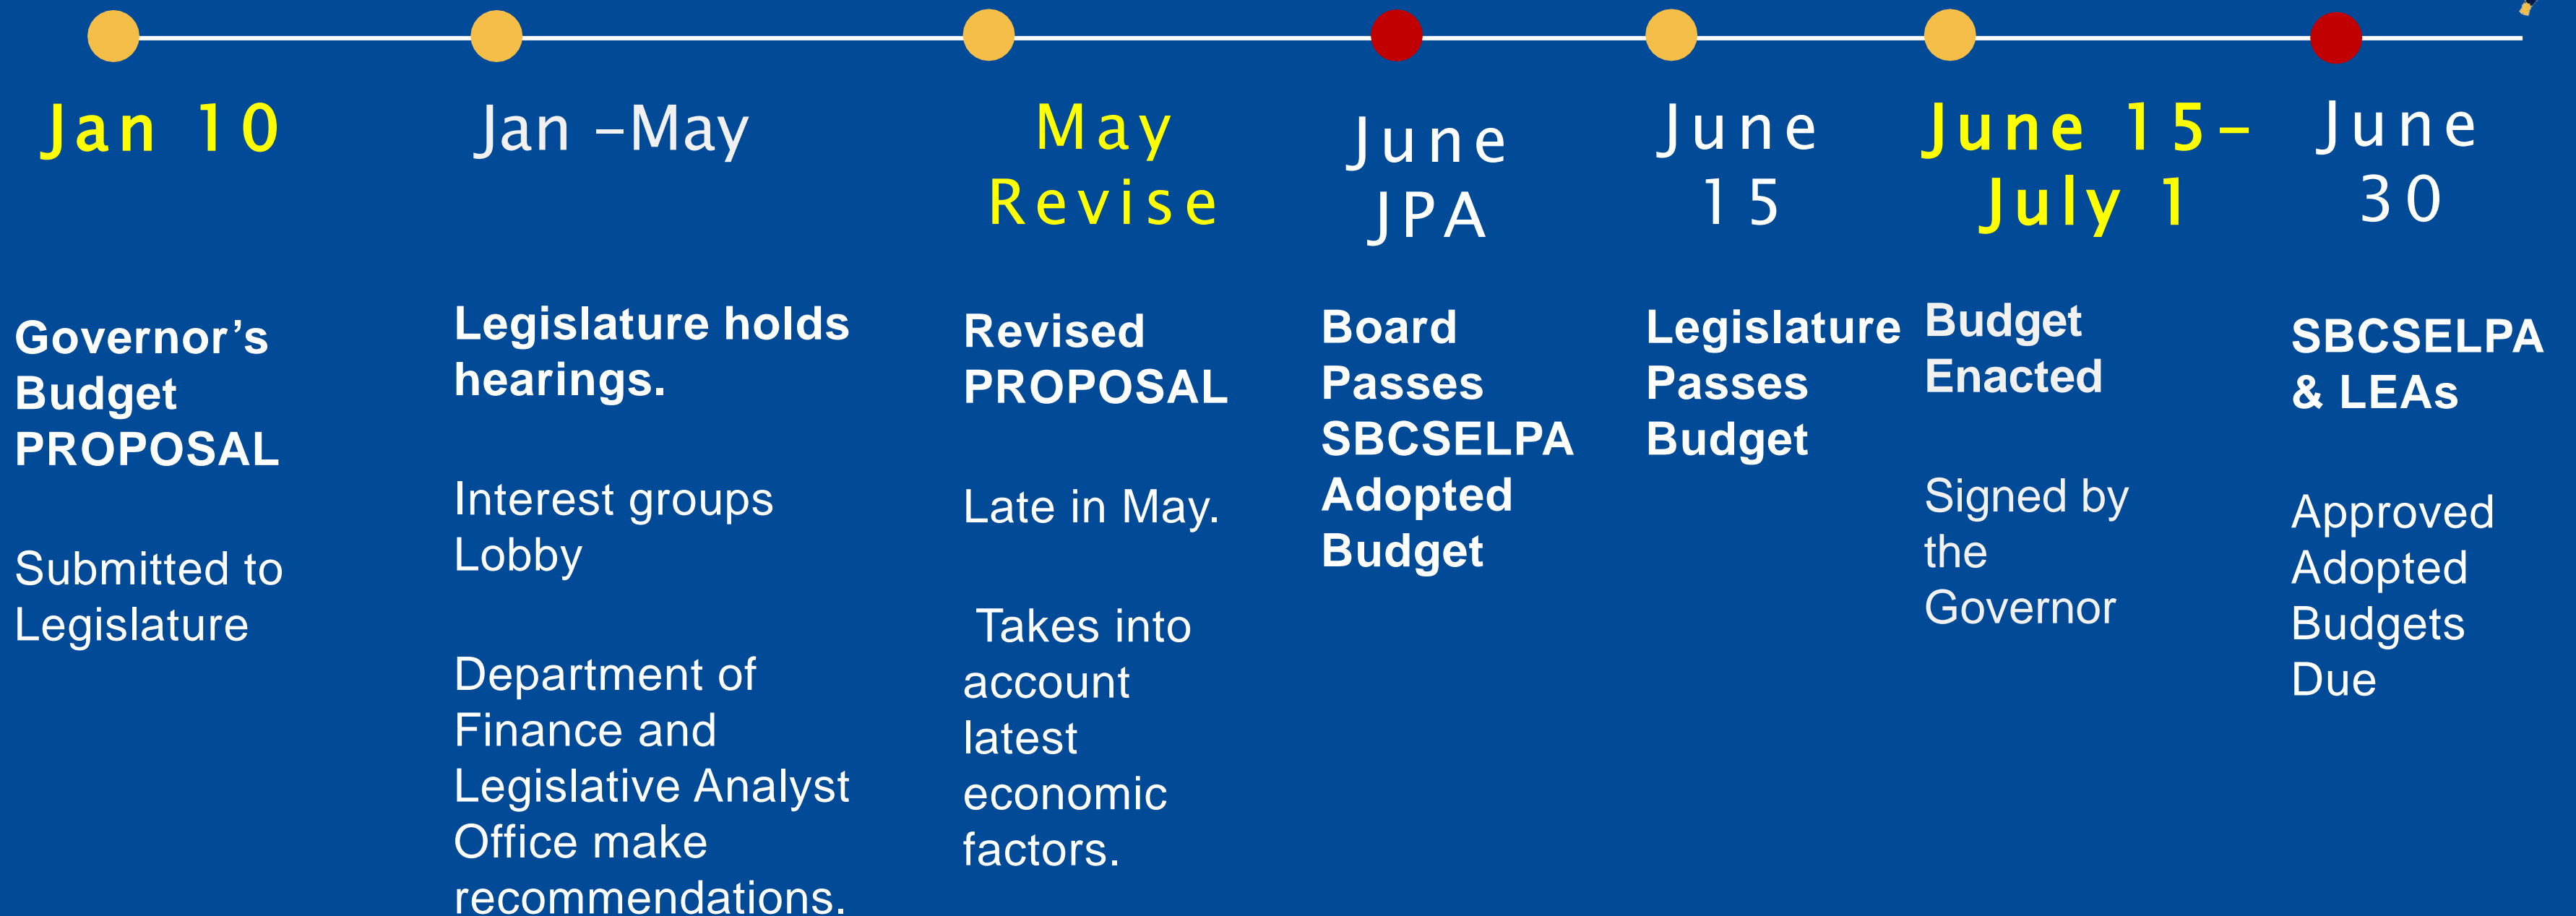 Jan 10
Governor's
Budget
PROPOSAL
Submitted to
Legislature
Jan –May
Legislature holds
hearings.
Interest groups
Lobby
Department of
Finance and
Legislative Analyst
Office make
recommendations.
May
Revise
Revised
PROPOSAL
Late in May.
Takes into
account
latest
economic
factors.
June
JPA
Board
Passes
SBCSELPA
Adopted
Budget
June
15
Legislature
Passes
Budget
June 15–
July 1
Budget
Enacted
Signed by
the
Governor
June
30
SBCSELPA
& LEAs
Approved
Adopted
Budgets
Due